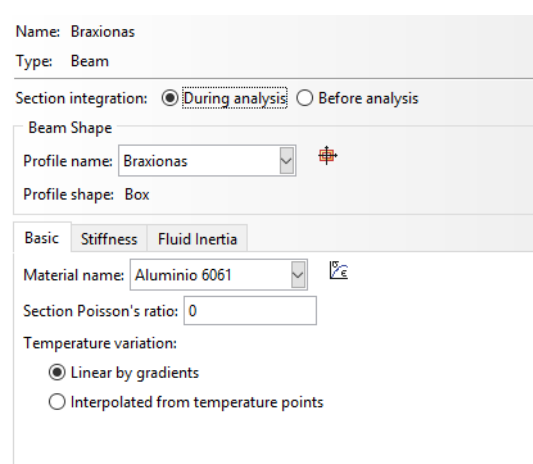 Name: Braxionas
Type: Beam
Section integration: During analysis Before analysis
Beam Shape
Profile name: Braxionas
Profile shape: Box
Basic Stiffness Fluid Inertia
Material name: Aluminio 6061
Section Poisson's ratio: 0
Temperature variation:
Linear by gradients
Interpolated from temperature points